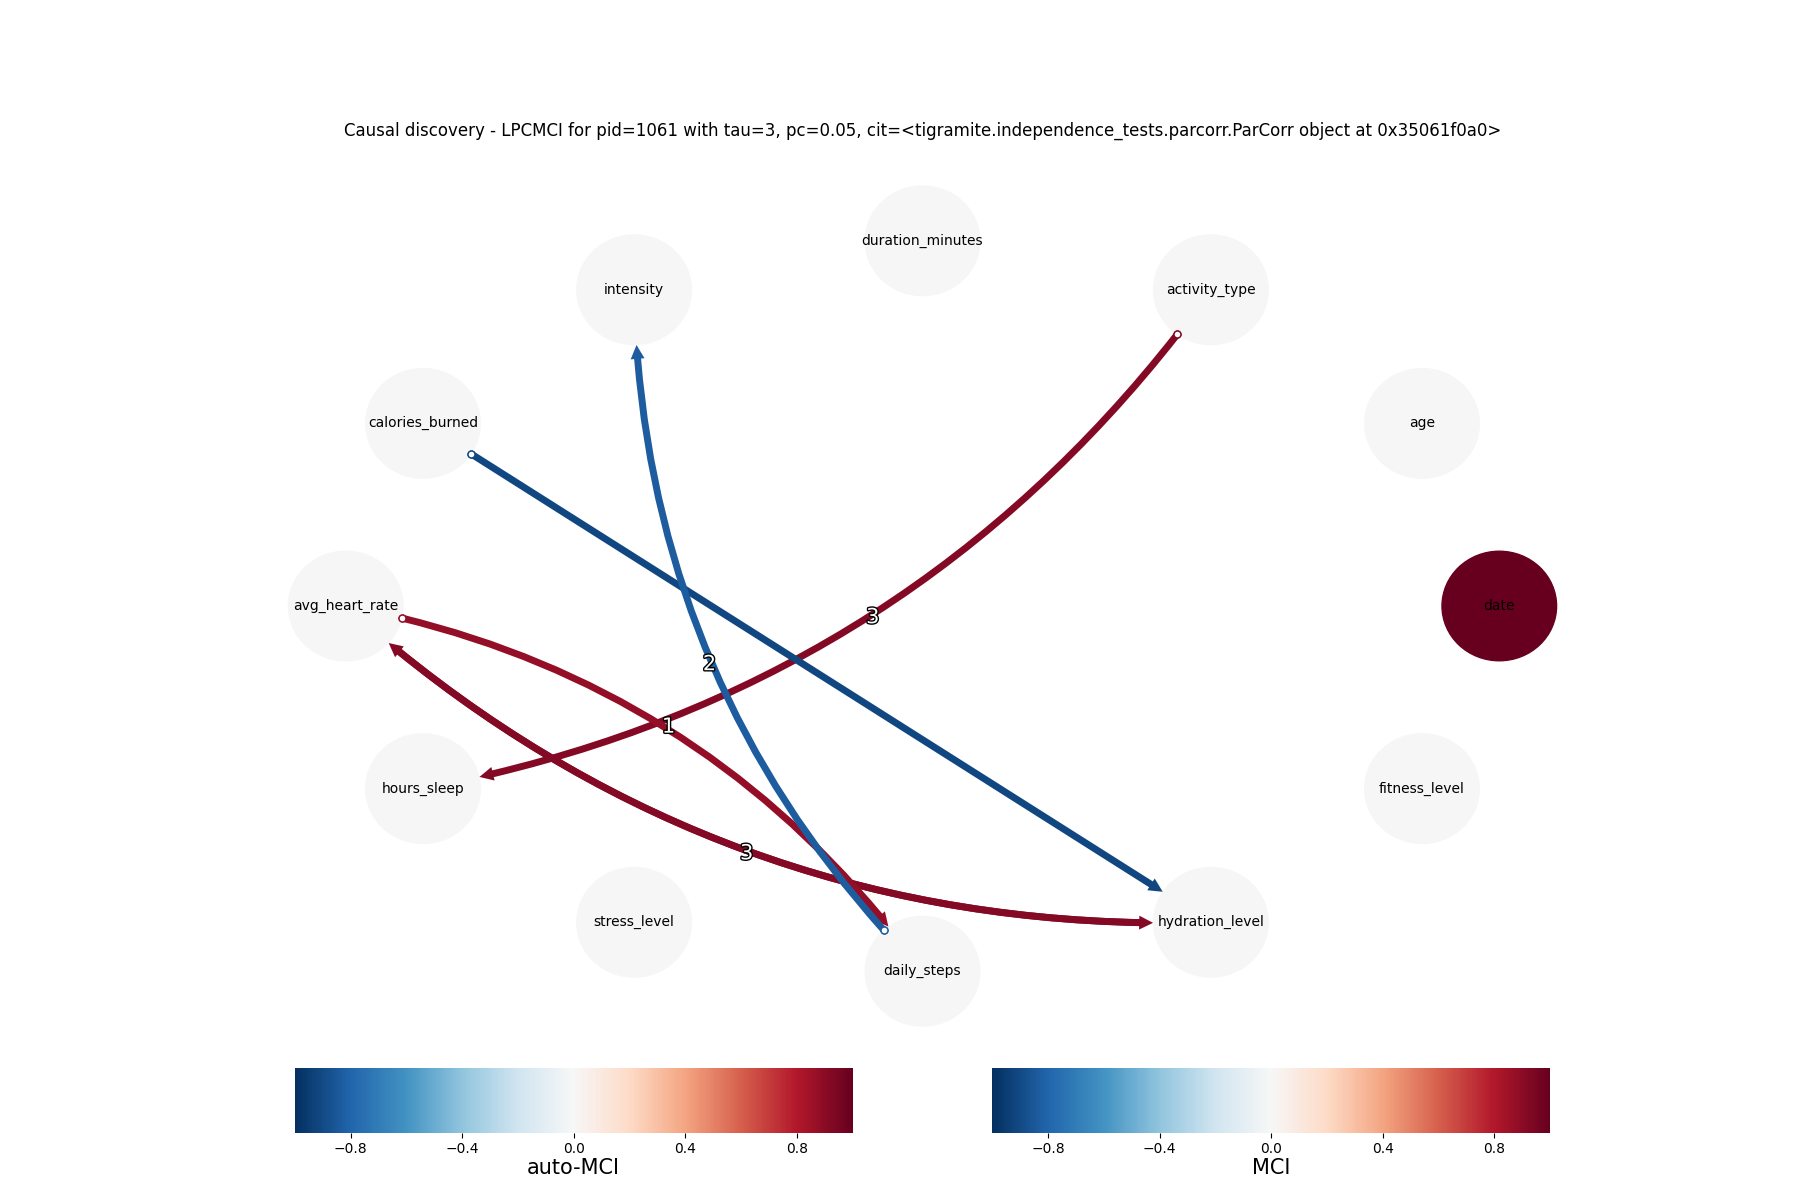 Causal discovery - LPCMCI for pid=1061 with tau=3, pc=0.05, cit=<tigramite.independence_tests.parcorr.ParCorr object at 0x35061f0a0>
duration_minutes
intensity
activity_type
calories_burned
age
avg_heart_rate
date
3
2
1
hours_sleep
fitness_level
3
stress_level
hydration_level
daily_steps
−0.8 −0.4 0.0 0.4 0.8
auto-MCI
−0.8 −0.4 0.0 0.4 0.8
MCI